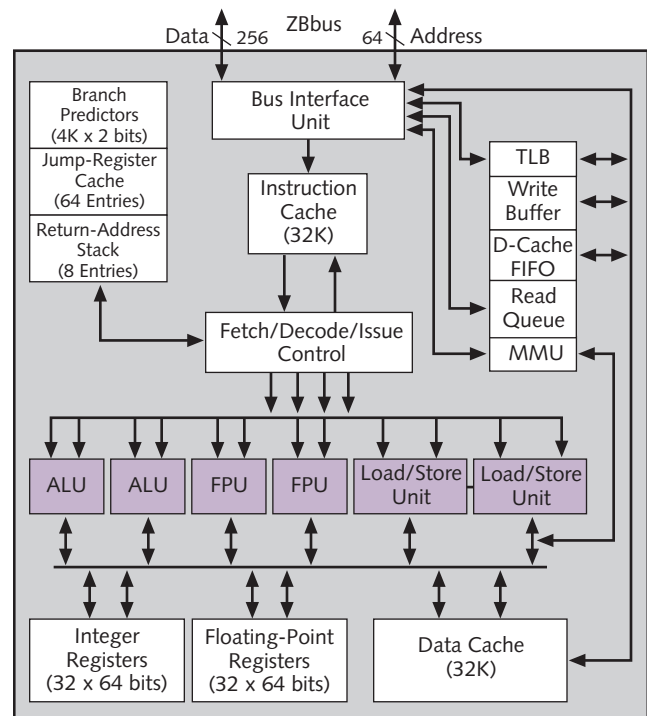 ZBbus
Data 256
64 Address
Branch
Predictors
(4K x 2 bits)
Jump-Register
Cache
(64 Entries)
Return-Address
Stack
(8 Entries)
Bus Interface
Unit
Instruction
Cache
(32K)
TLB
Write
Buffer
D-Cache
FIFO
Read
Queue
MMU
Fetch/Decode/Issue
Control
ALU
ALU
FPU
FPU
Load/Store
Unit
Load/Store
Unit
Integer
Registers
(32 x 64 bits)
Floating-Point
Registers
(32 x 64 bits)
Data Cache
(32K)